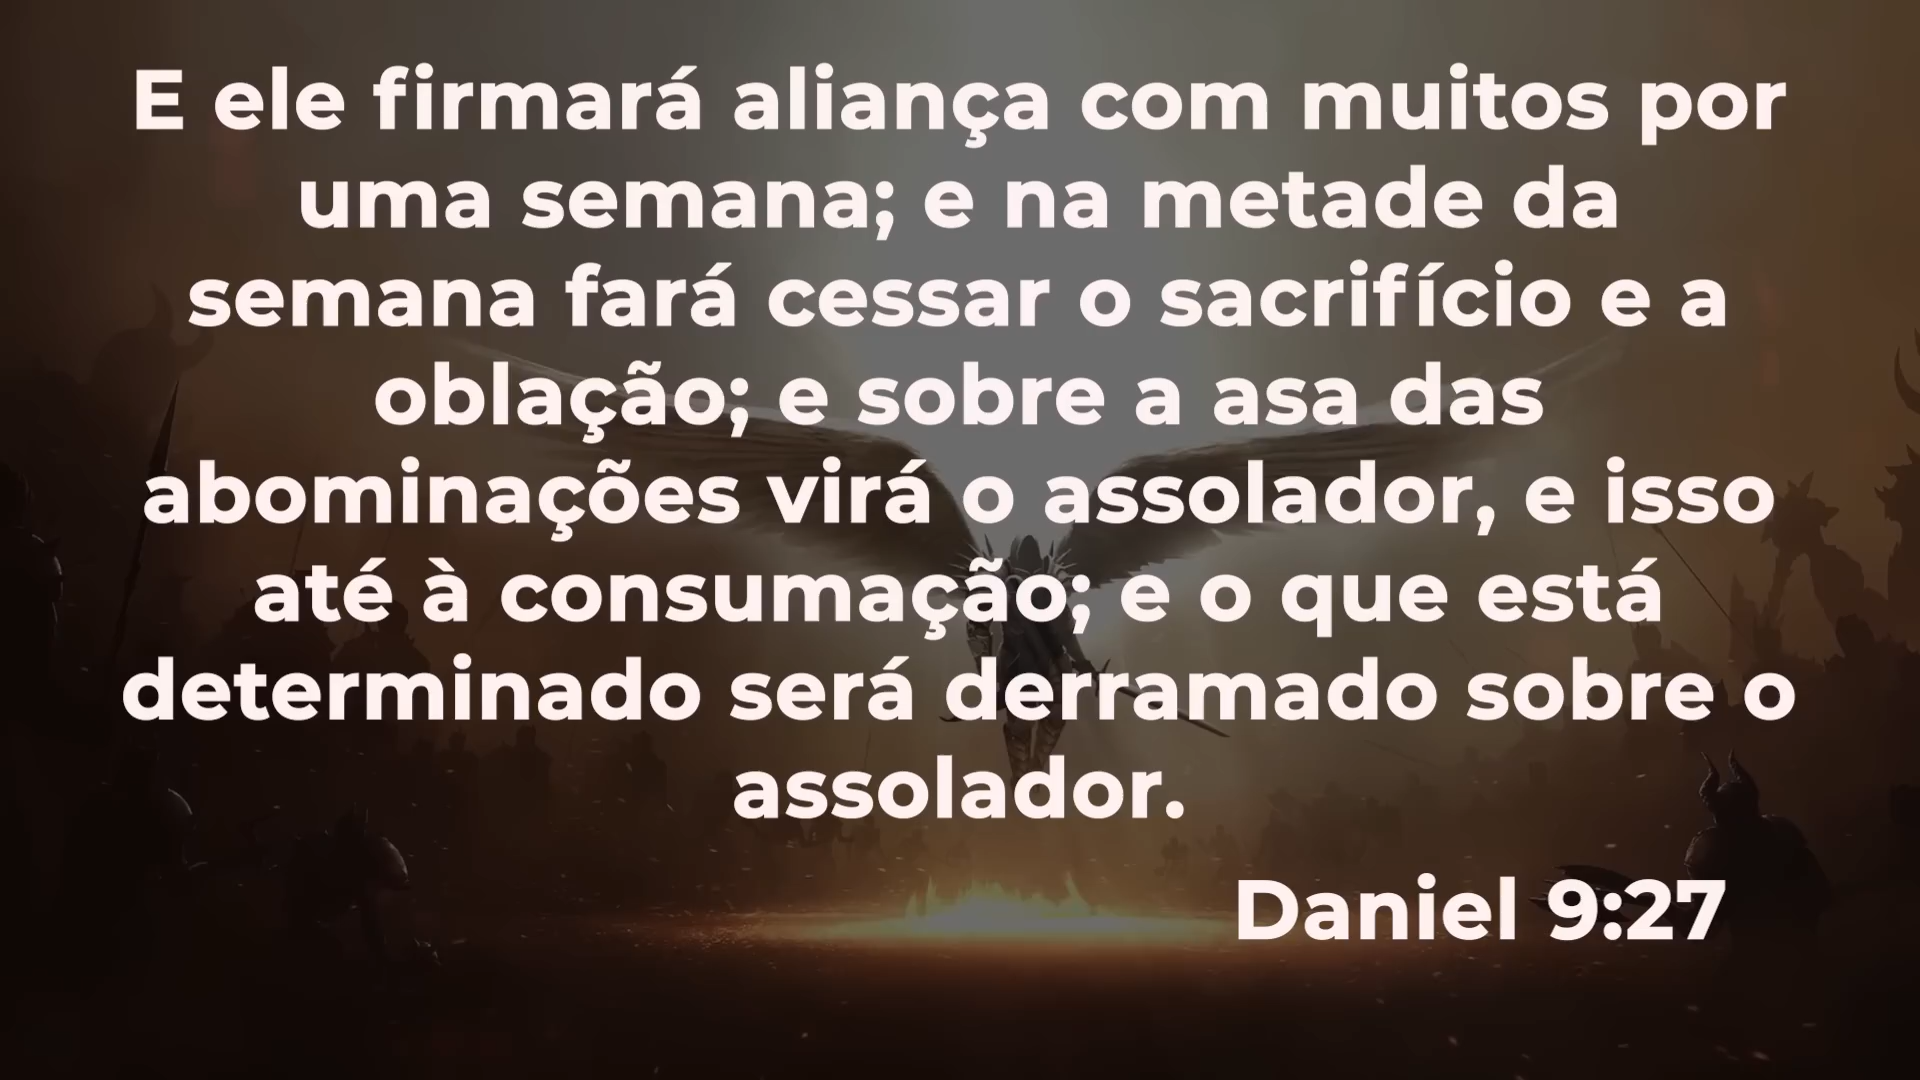 E ele firmará aliança com muitos por
uma semana; e na metade da
semana fará cessar o sacrifício e a
oblação; e sobre a asa das
abominações virá o assolador, e isso
até à consumação; e o que está
determinado será derramado sobre o
assolador.
Daniel 9:27